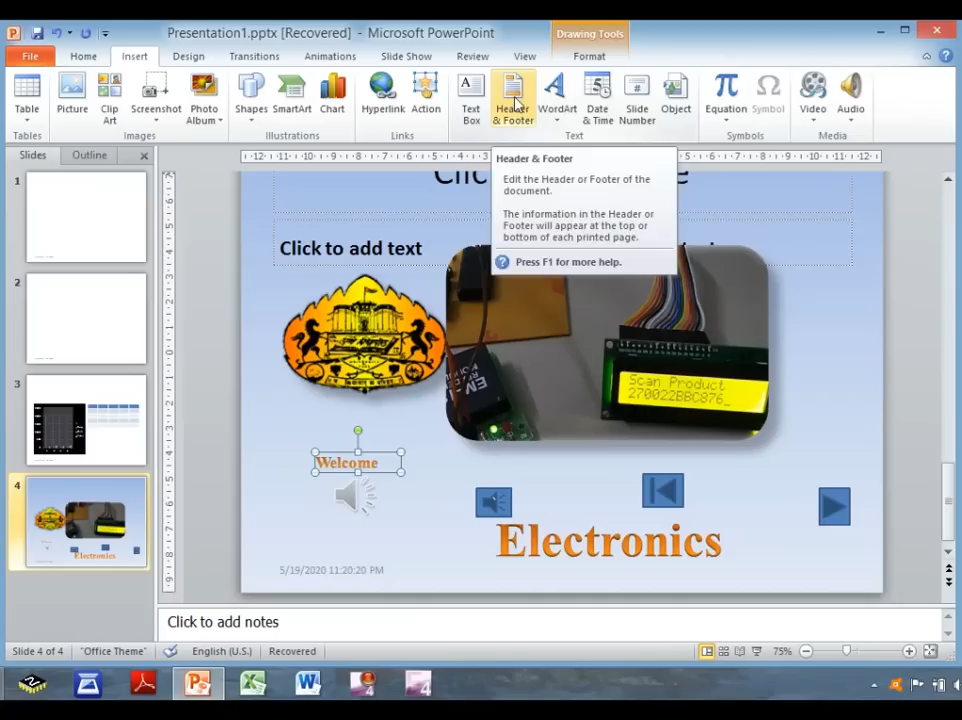 Presentation1.pptx [Recovered] - Microsoft PowerPoint
Drawing Tools
File Home Insert Design Transitions Animations Slide Show Review View Format
Table Picture Clip Art Screenshot Photo Album Shapes SmartArt Chart Hyperlink Action Text Box Header & Footer WordArt Date & Time Slide Number Object Equation Symbol Video Audio
Tables Images Illustrations Links Text Symbols Media
Slides Outline
Header & Footer
Edit the Header or Footer of the
document.
The information in the Header or
Footer will appear at the top or
bottom of each printed page.
Press F1 for more help.
1
2
3
4
Click to add text
Scan Product
270022BBC876_
Welcome
Electronics
5/19/2020 11:20:20 PM
Electronics
Click to add notes
Slide 4 of 4 "Office Theme" English (U.S.) Recovered 75%